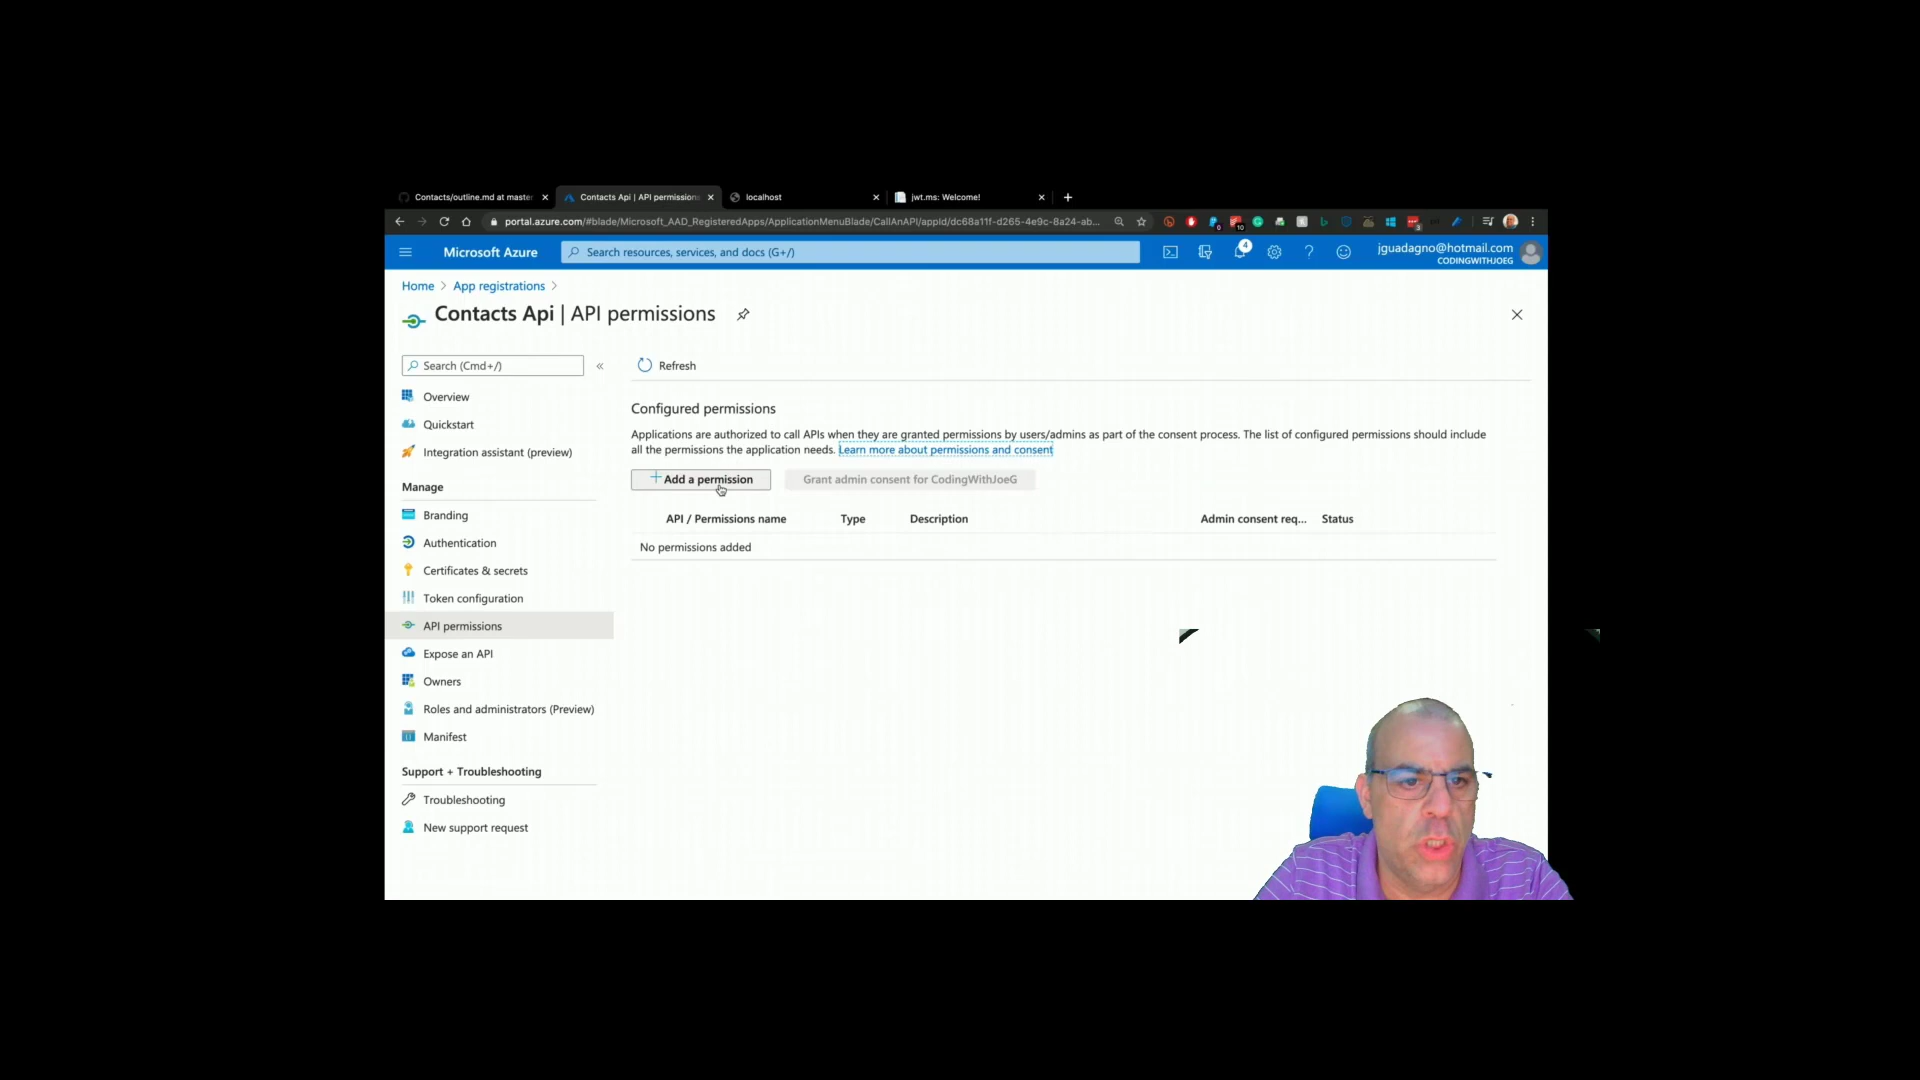 Contacts/outline.md at master
Contacts Api | API permissions
localhost
jwt.ms: Welcome!
portal.azure.com/#blade/Microsoft_AAD_RegisteredApps/ApplicationMenuBlade/CallAnAPI/appId/dc68a11f-d265-4e9c-8a24-ab...
Microsoft Azure
Search resources, services, and docs (G+/)
4
jguadagno@hotmail.com
CODINGWITHJOEG
Home > App registrations >
Contacts Api | API permissions
Search (Cmd+/)
Refresh
Overview
Quickstart
Integration assistant (preview)
Manage
Branding
Authentication
Certificates & secrets
Token configuration
API permissions
Expose an API
Owners
Roles and administrators (Preview)
Manifest
Support + Troubleshooting
Troubleshooting
New support request
Configured permissions
Applications are authorized to call APIs when they are granted permissions by users/admins as part of the consent process. The list of configured permissions should include
all the permissions the application needs. Learn more about permissions and consent
+ Add a permission
Grant admin consent for CodingWithJoeG
API / Permissions name
Type
Description
Admin consent req...
Status
No permissions added